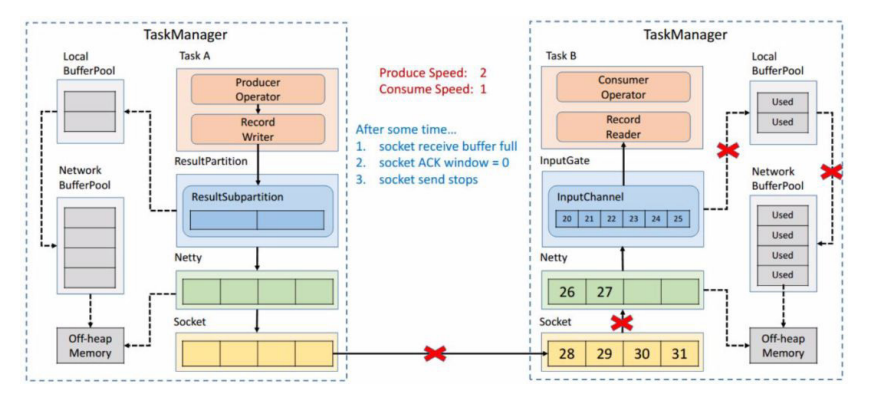 TaskManager
Local
BufferPool
Task A
Producer
Operator
Record
Writer
ResultPartition
ResultSubpartition
Network
BufferPool
Netty
Socket
Off-heap
Memory
Produce Speed: 2
Consume Speed: 1
After some time...
1. socket receive buffer full
2. socket ACK window = 0
3. socket send stops
TaskManager
Task B
Consumer
Operator
Record
Reader
InputGate
InputChannel
20 21 22 23 24 25
Netty
26 27
Socket
28 29 30 31
Local
BufferPool
Used
Used
Network
BufferPool
Used
Used
Used
Used
Off-heap
Memory